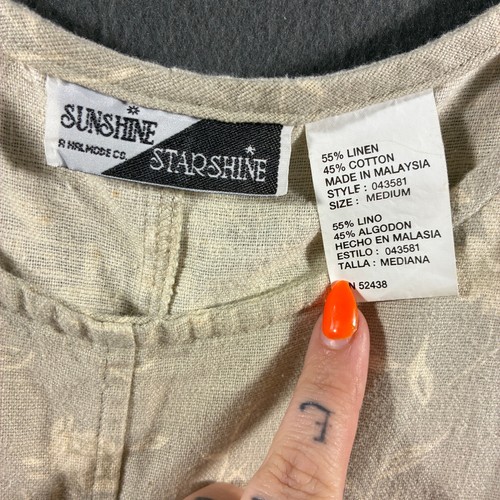 SUNSHINE
A HALMODE CO.
STARSHINE
55% LINEN
45% COTTON
MADE IN MALAYSIA
STYLE : 043581
SIZE : MEDIUM
55% LINO
45% ALGODON
HECHO EN MALASIA
ESTILO : 043581
TALLA : MEDIANA
N 52438